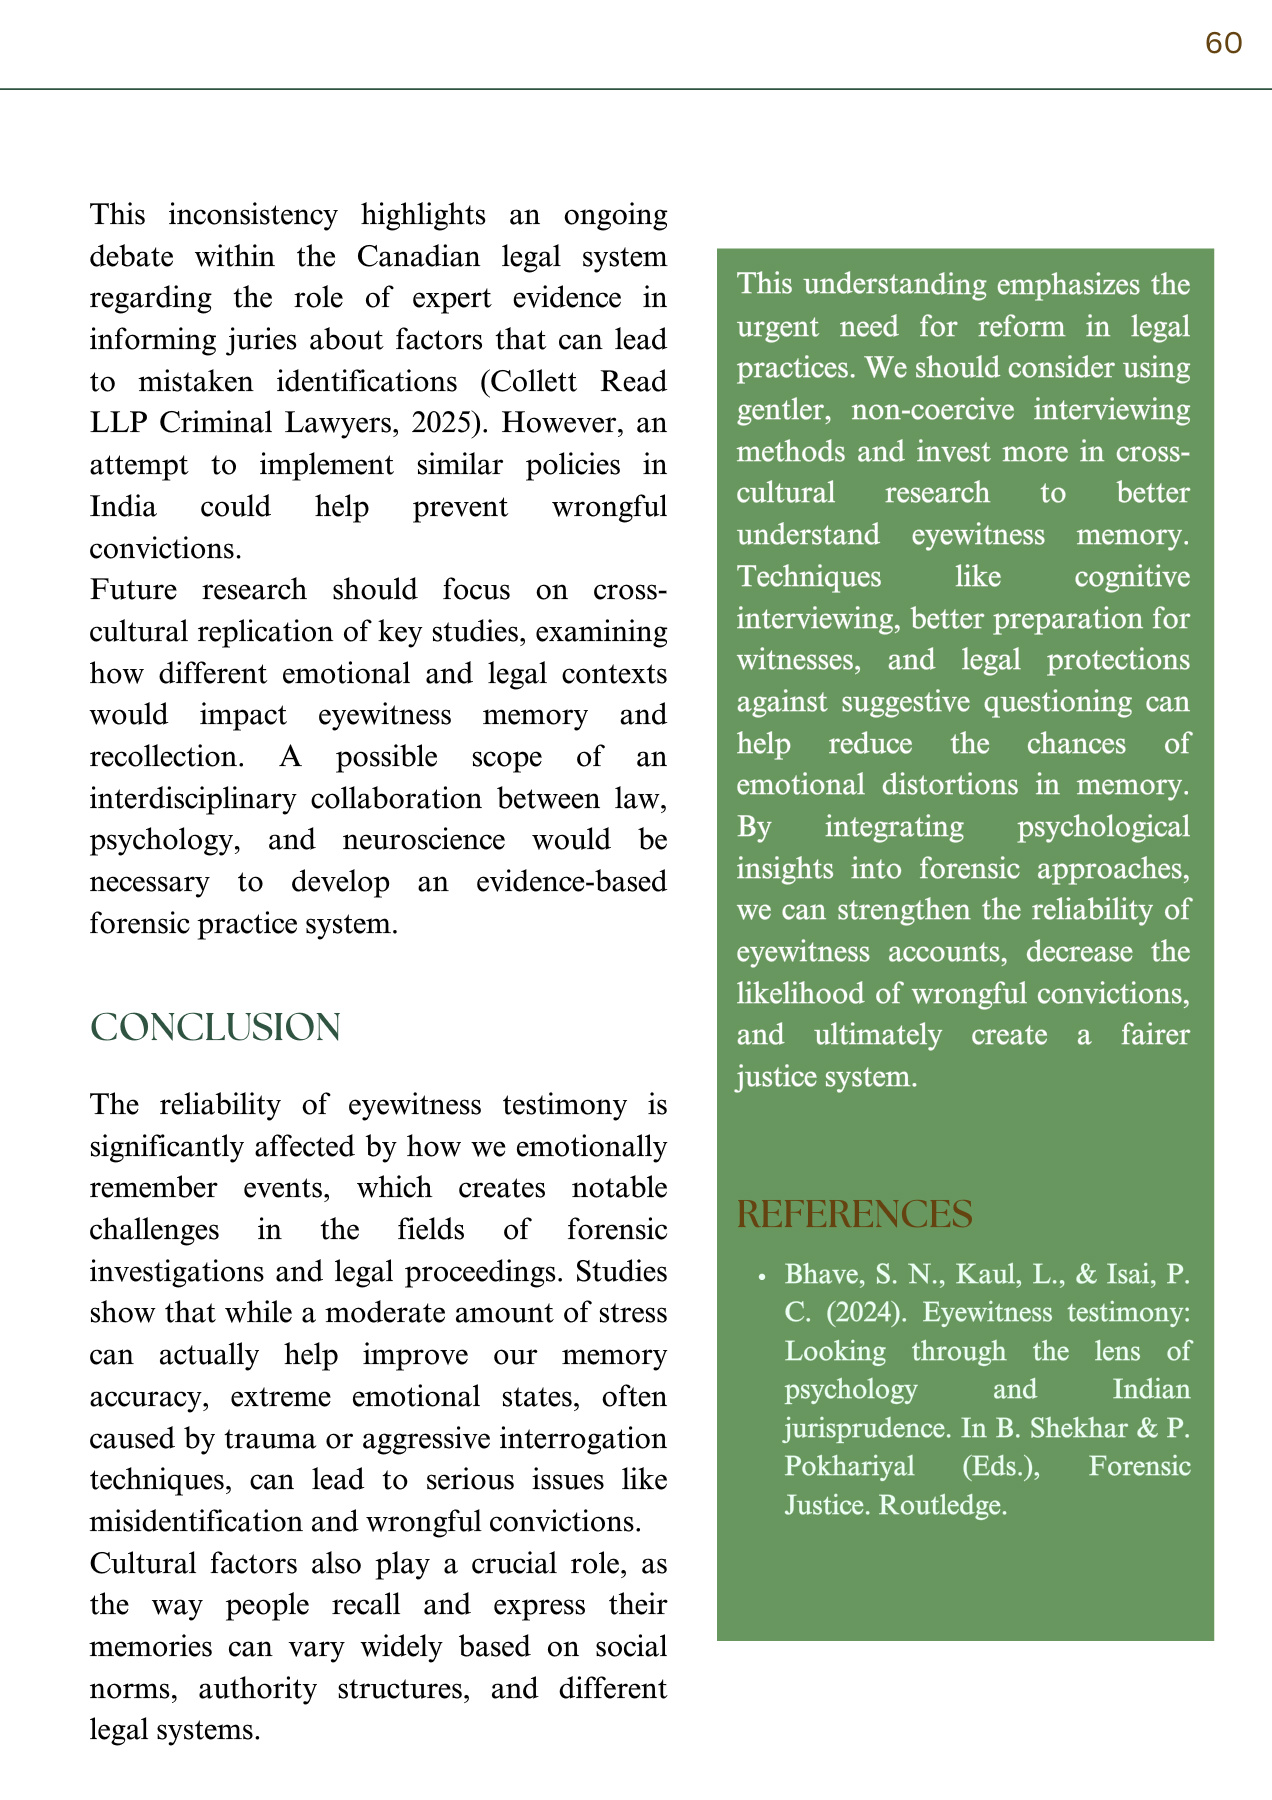 60
This inconsistency highlights an ongoing
debate within the Canadian legal system
regarding the role of expert evidence in
informing juries about factors that can lead
to mistaken identifications (Collett Read
LLP Criminal Lawyers, 2025). However, an
attempt to implement similar policies in
India could help prevent wrongful
convictions.
Future research should focus on cross-
cultural replication of key studies, examining
how different emotional and legal contexts
would impact eyewitness memory and
recollection. A possible scope of an
interdisciplinary collaboration between law,
psychology, and neuroscience would be
necessary to develop an evidence-based
forensic practice system.
CONCLUSION
The reliability of eyewitness testimony is
significantly affected by how we emotionally
remember events, which creates notable
challenges in the fields of forensic
investigations and legal proceedings. Studies
show that while a moderate amount of stress
can actually help improve our memory
accuracy, extreme emotional states, often
caused by trauma or aggressive interrogation
techniques, can lead to serious issues like
misidentification and wrongful convictions.
Cultural factors also play a crucial role, as
the way people recall and express their
memories can vary widely based on social
norms, authority structures, and different
legal systems.
This understanding emphasizes the
urgent need for reform in legal
practices. We should consider using
gentler, non-coercive interviewing
methods and invest more in cross-
cultural research to better
understand eyewitness memory.
Techniques like cognitive
interviewing, better preparation for
witnesses, and legal protections
against suggestive questioning can
help reduce the chances of
emotional distortions in memory.
By integrating psychological
insights into forensic approaches,
we can strengthen the reliability of
eyewitness accounts, decrease the
likelihood of wrongful convictions,
and ultimately create a fairer
justice system.
REFERENCES
• Bhave, S. N., Kaul, L., & Isai, P.
C. (2024). Eyewitness testimony:
Looking through the lens of
psychology and Indian
jurisprudence. In B. Shekhar & P.
Pokhariyal (Eds.), Forensic
Justice. Routledge.